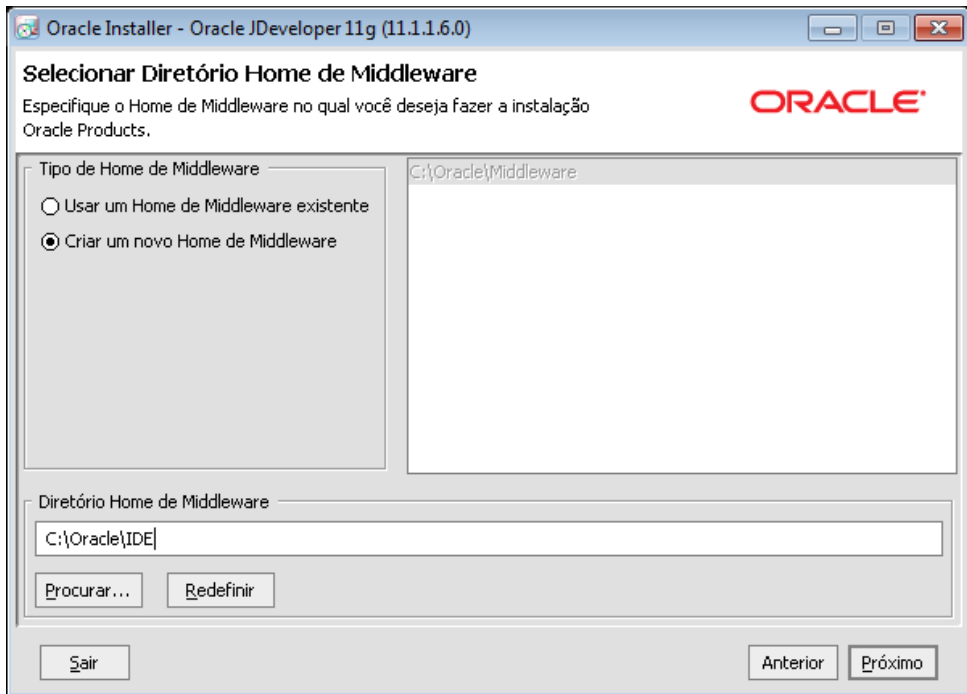 Oracle Installer - Oracle JDeveloper 11g (11.1.1.6.0)
Selecionar Diretório Home de Middleware
Especifique o Home de Middleware no qual você deseja fazer a instalação
Oracle Products.
ORACLE
Tipo de Home de Middleware
Usar um Home de Middleware existente
Criar um novo Home de Middleware
C:\Oracle\Middleware
Diretório Home de Middleware
C:\Oracle\IDE
Procurar... Redefinir
Sair Anterior Próximo